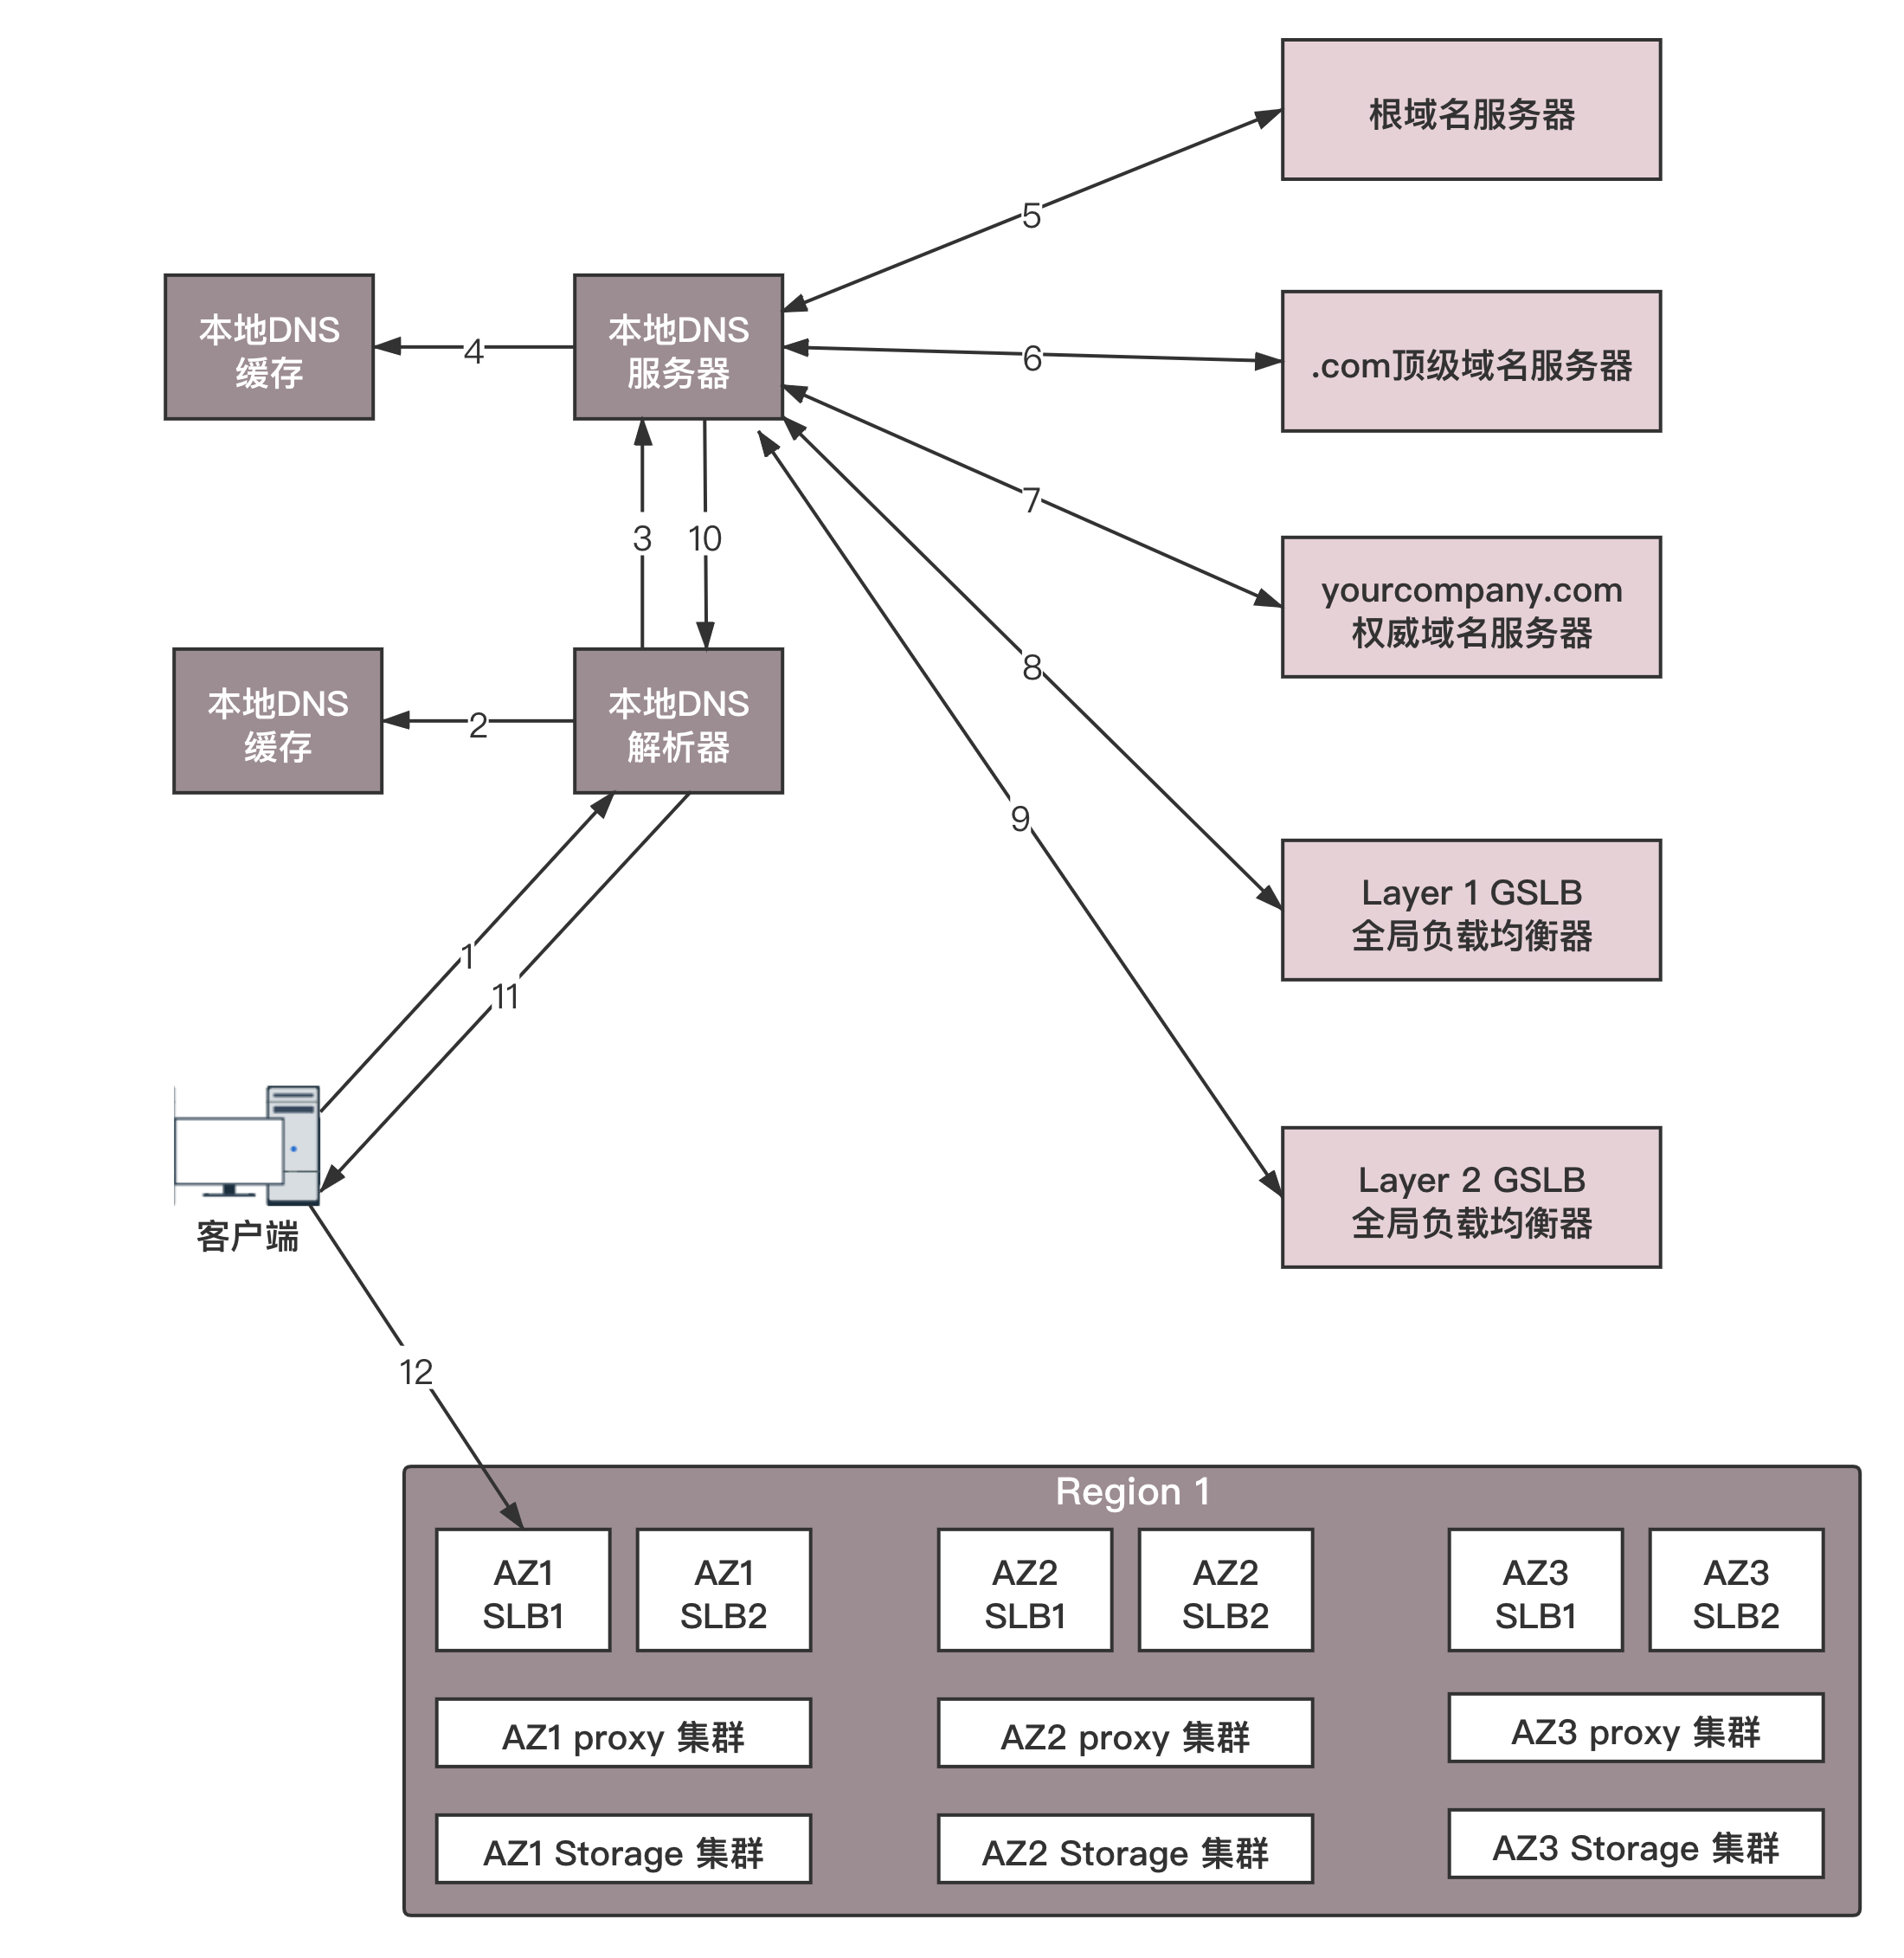 根域名服务器
5
本地DNS
缓存
4
本地DNS
服务器
6
.com顶级域名服务器
7
3
10
yourcompany.com
权威域名服务器
8
本地DNS
缓存
2
本地DNS
解析器
9
Layer 1 GSLB
全局负载均衡器
1
11
Layer 2 GSLB
全局负载均衡器
客户端
12
Region 1
AZ1
SLB1
AZ1
SLB2
AZ2
SLB1
AZ2
SLB2
AZ3
SLB1
AZ3
SLB2
AZ1 proxy 集群
AZ2 proxy 集群
AZ3 proxy 集群
AZ1 Storage 集群
AZ2 Storage 集群
AZ3 Storage 集群